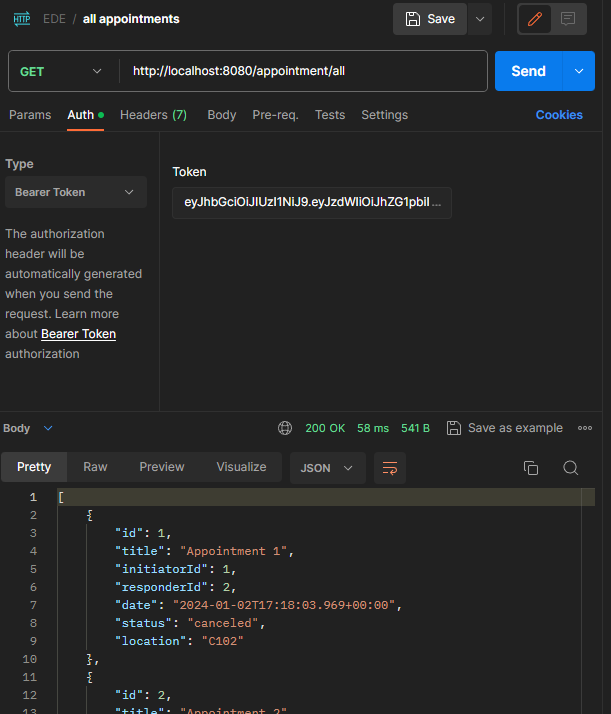 HTTP EDE / all appointments Save
GET http://localhost:8080/appointment/all Send
Params Auth Headers (7) Body Pre-req. Tests Settings Cookies
Type
Bearer Token
The authorization
header will be
automatically generated
when you send the
request. Learn more
about Bearer Token
authorization
Token
eyJhbGciOiJIUzI1NiJ9.eyJzdWIiOiJhZG1pbiI ...
Body 200 OK 58 ms 541 B Save as example
Pretty Raw Preview Visualize JSON
1 [
2 {
3 "id": 1,
4 "title": "Appointment 1",
5 "initiatorId": 1,
6 "responderId": 2,
7 "date": "2024-01-02T17:18:03.969+00:00",
8 "status": "canceled",
9 "location": "C102"
10 },
11 {
12 "id": 2,
13 "title": "Appointment 2"